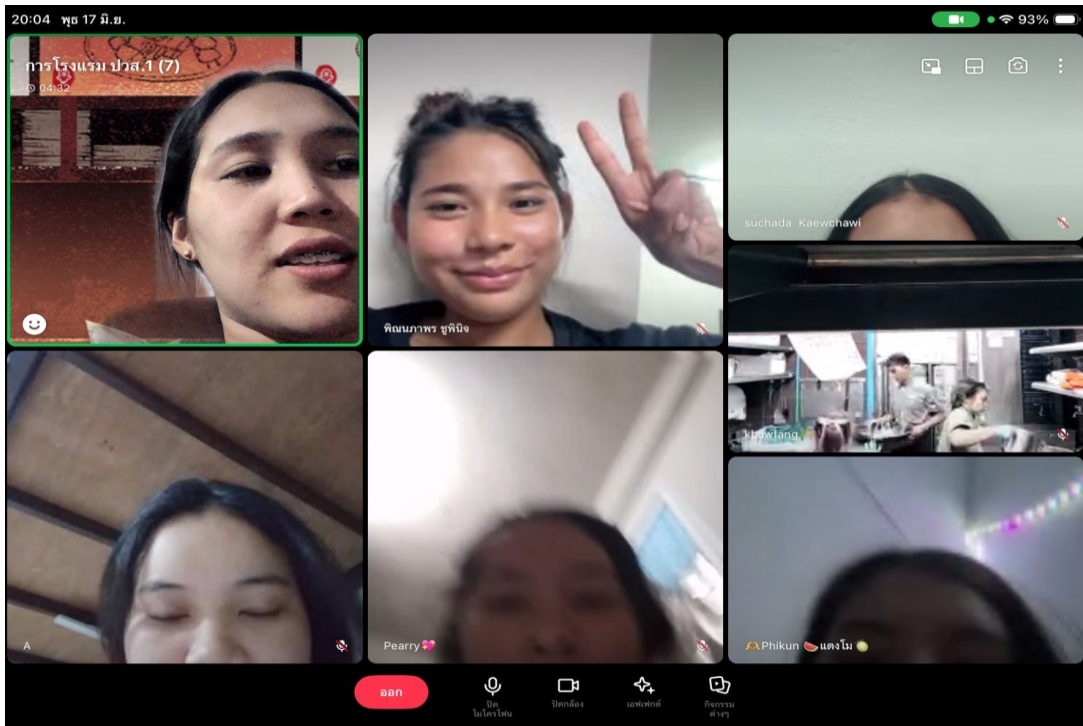 20:04 พุธ 17 มิ.ย.
93%
การโรงแรม ปวส.1 (7)
04:32
พิณนภาพร ชูพินิจ
suchada Kaewchawi
khowfang
A
Pearry💖
🫶Phikun 🍉แตงโม 🍈
ออก
ปิด
ไมโครโฟน
ปิดกล้อง
เอฟเฟกต์
กิจกรรม
ต่างๆ